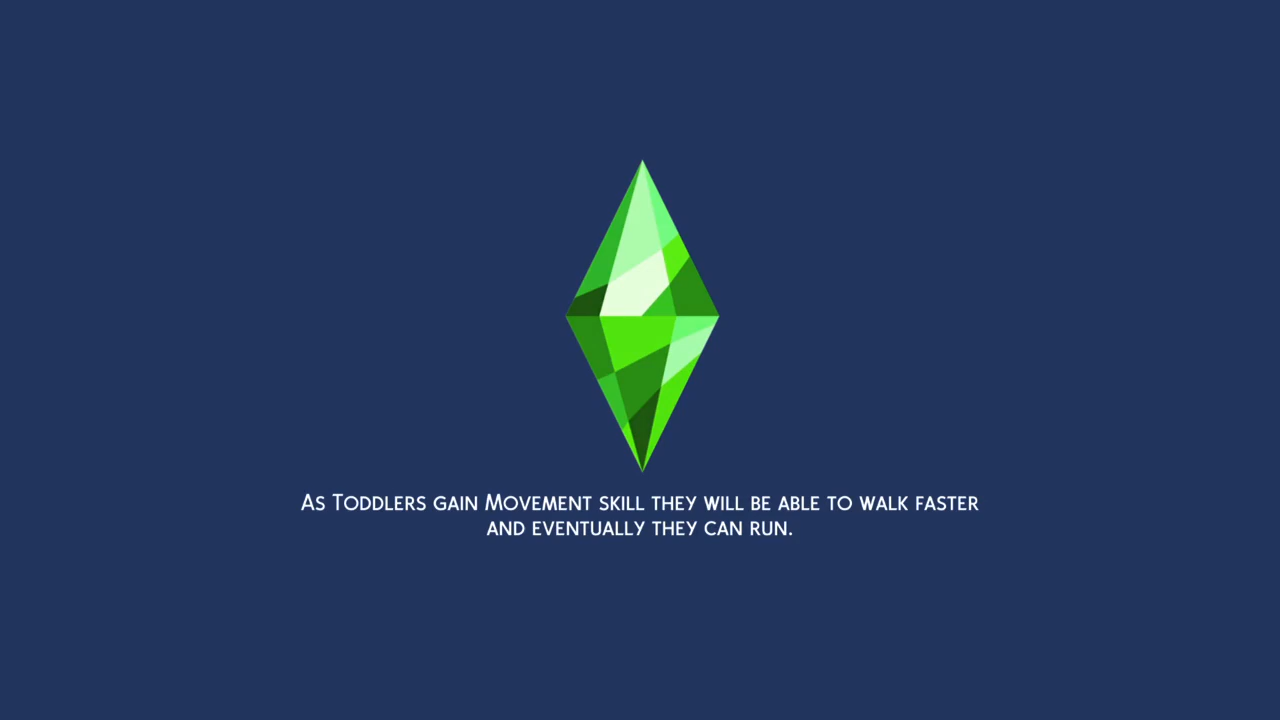 As Toddlers gain Movement skill they will be able to walk faster
and eventually they can run.